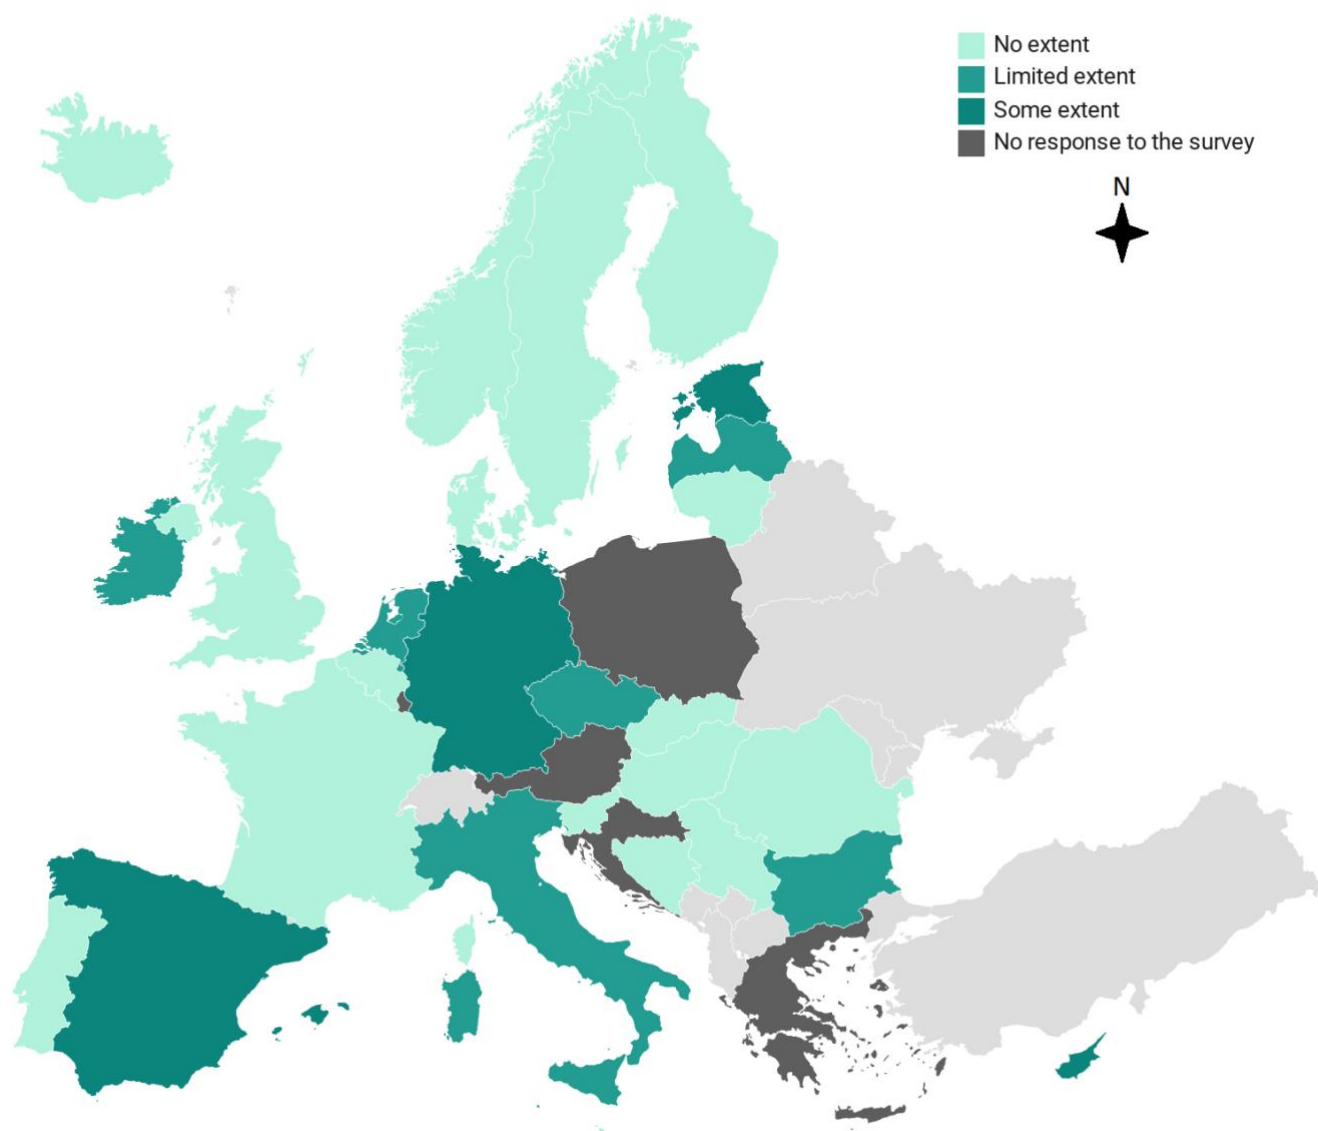 No extent
Limited extent
Some extent
No response to the survey
N